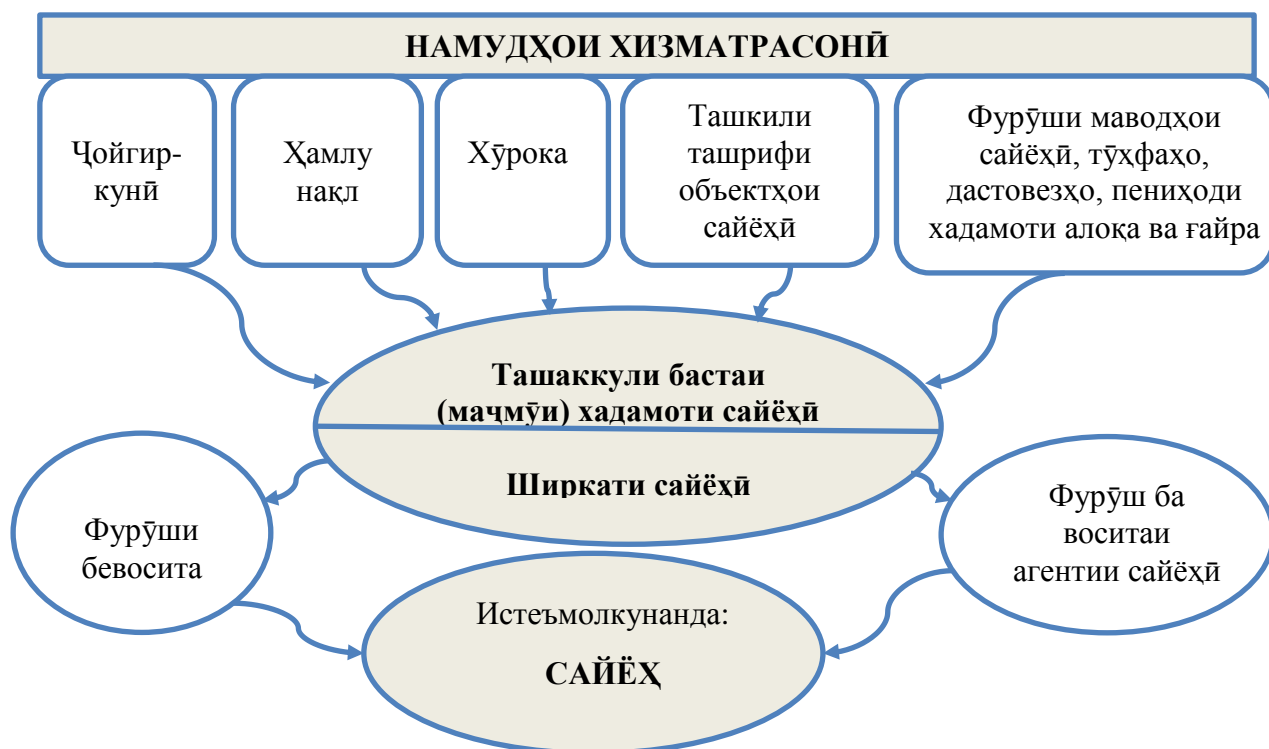 НАМУДҲОИ ХИЗМАТРАСОНӢ
Ҷойгир-
кунӣ
Ҳамлу
нақл
Хӯрока
Ташкили
ташрифи
объектҳои
сайёҳӣ
Фурӯши маводҳои
сайёҳӣ, тӯҳфаҳо,
дастовезҳо, пениҳоди
хадамоти алоқа ва ғайра
Ташаккули бастаи
(маҷмӯи) хадамоти сайёҳӣ
Ширкати сайёҳӣ
Фурӯши
бевосита
Фурӯш ба
воситаи
агентии сайёҳӣ
Истеъмолкунанда:
САЙЁҲ